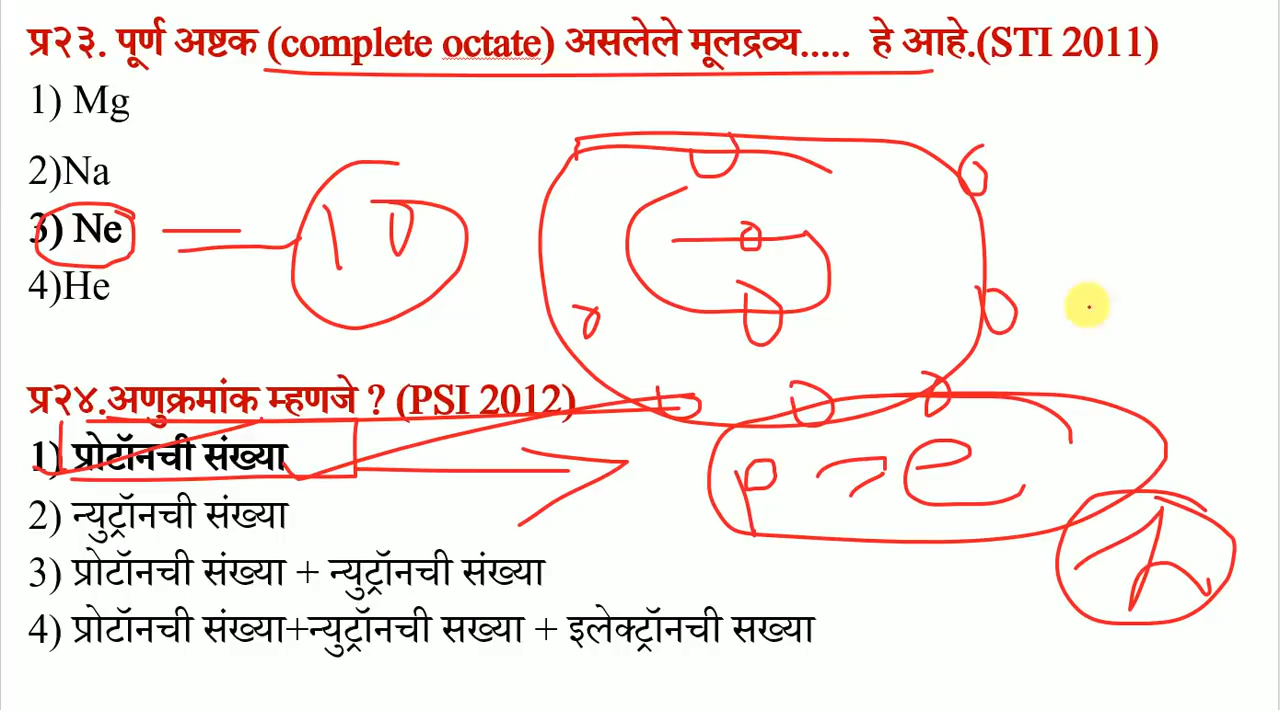 प्र२३. पूर्ण अष्टक (complete octate) असलेले मूलद्रव्य..... हे आहे.(STI 2011)
1) Mg
2)Na
3) Ne
10
4)He
प्र२४.अणुक्रमांक म्हणजे ? (PSI 2012)
1) प्रोटॉनची संख्या
p = e
2) न्युट्रॉनची संख्या
3) प्रोटॉनची संख्या + न्युट्रॉनची संख्या
4) प्रोटॉनची संख्या+न्युट्रॉनची सख्या + इलेक्ट्रॉनची सख्या